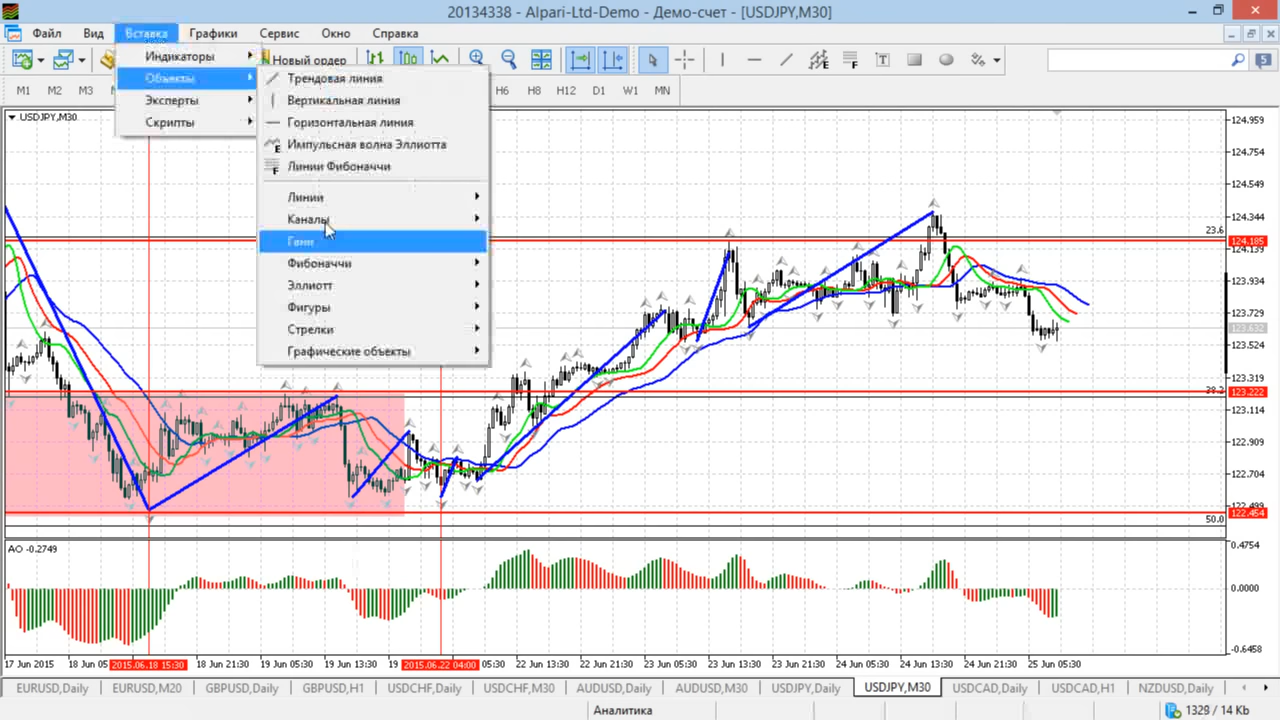 20134338 - Alpari-Ltd-Demo - Демо-счет - [USDJPY,M30]
Файл Вид Вставка Графики Сервис Окно Справка
Новый ордер
M1 M2 M3 H6 H8 H12 D1 W1 MN
Индикаторы
Объекты
Эксперты
Скрипты
Трендовая линия
Вертикальная линия
Горизонтальная линия
Импульсная волна Эллиотта
Линии Фибоначчи
Линии
Каналы
Ганн
Фибоначчи
Эллиотт
Фигуры
Стрелки
Графические объекты
USDJPY,M30
124.959
124.754
124.549
124.344
23.6
124.185
124.139
123.934
123.729
123.632
123.524
123.319
38.2
123.222
123.114
122.909
122.704
122.499
122.454
50.0
AO -0.2749
0.4754
0.0000
-0.6458
17 Jun 2015 18 Jun 05 2015.06.18 15:30 18 Jun 21:30 19 Jun 05:30 19 Jun 13:30 19 2015.06.22 04:00 05:30 22 Jun 13:30 22 Jun 21:30 23 Jun 05:30 23 Jun 13:30 23 Jun 21:30 24 Jun 05:30 24 Jun 13:30 24 Jun 21:30 25 Jun 05:30
EURUSD,Daily EURUSD,M20 GBPUSD,Daily GBPUSD,H1 USDCHF,Daily USDCHF,M30 AUDUSD,Daily AUDUSD,M30 USDJPY,Daily USDJPY,M30 USDCAD,Daily USDCAD,H1 NZDUSD,Daily
Аналитика 1329 / 14 Kb